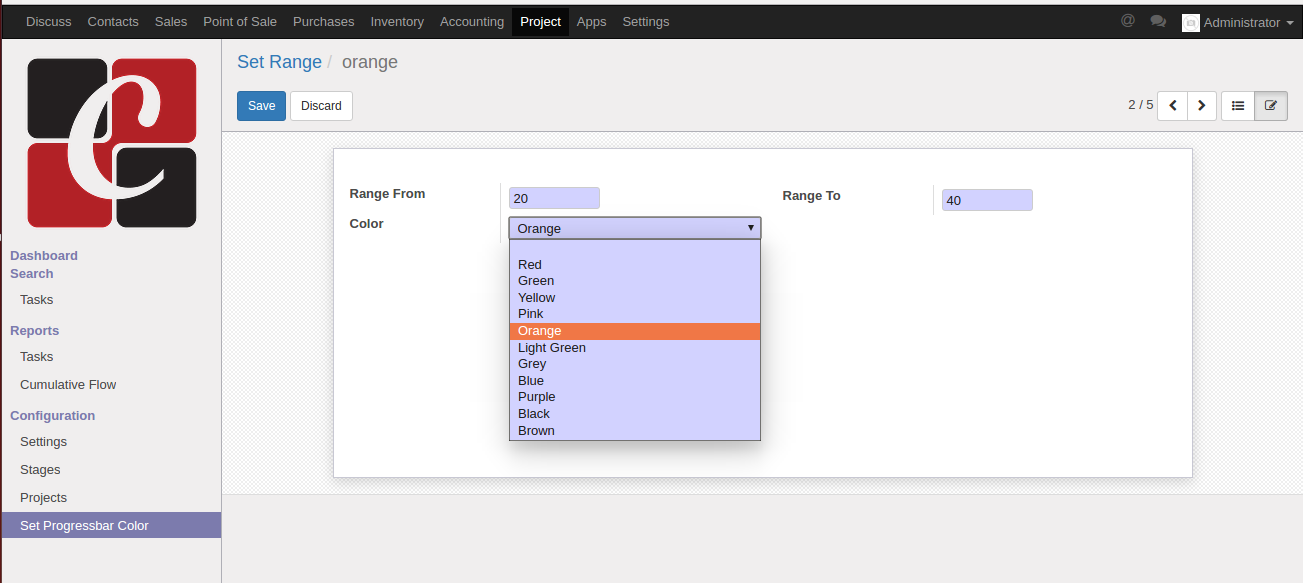 Discuss Contacts Sales Point of Sale Purchases Inventory Accounting Project Apps Settings @ Administrator
Set Range / orange
Save Discard 2 / 5
C
Range From 20 Range To 40
Color Orange
Red
Green
Yellow
Pink
Orange
Light Green
Grey
Blue
Purple
Black
Brown
Dashboard
Search
Tasks
Reports
Tasks
Cumulative Flow
Configuration
Settings
Stages
Projects
Set Progressbar Color